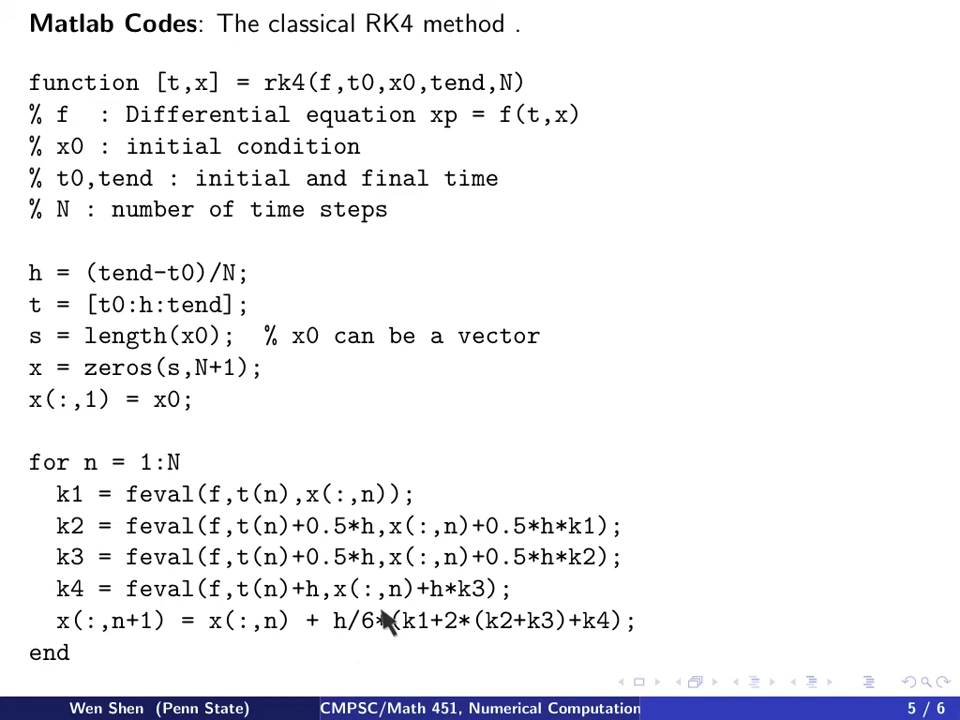 Matlab Codes: The classical RK4 method .
function [t,x] = rk4(f,t0,x0,tend,N)
% f  : Differential equation xp = f(t,x)
% x0 : initial condition
% t0,tend : initial and final time
% N : number of time steps
h = (tend-t0)/N;
t = [t0:h:tend];
s = length(x0);  % x0 can be a vector
x = zeros(s,N+1);
x(:,1) = x0;
for n = 1:N
  k1 = feval(f,t(n),x(:,n));
  k2 = feval(f,t(n)+0.5*h,x(:,n)+0.5*h*k1);
  k3 = feval(f,t(n)+0.5*h,x(:,n)+0.5*h*k2);
  k4 = feval(f,t(n)+h,x(:,n)+h*k3);
  x(:,n+1) = x(:,n) + h/6*(k1+2*(k2+k3)+k4);
end
Wen Shen (Penn State) CMPSC/Math 451, Numerical Computation 5 / 6